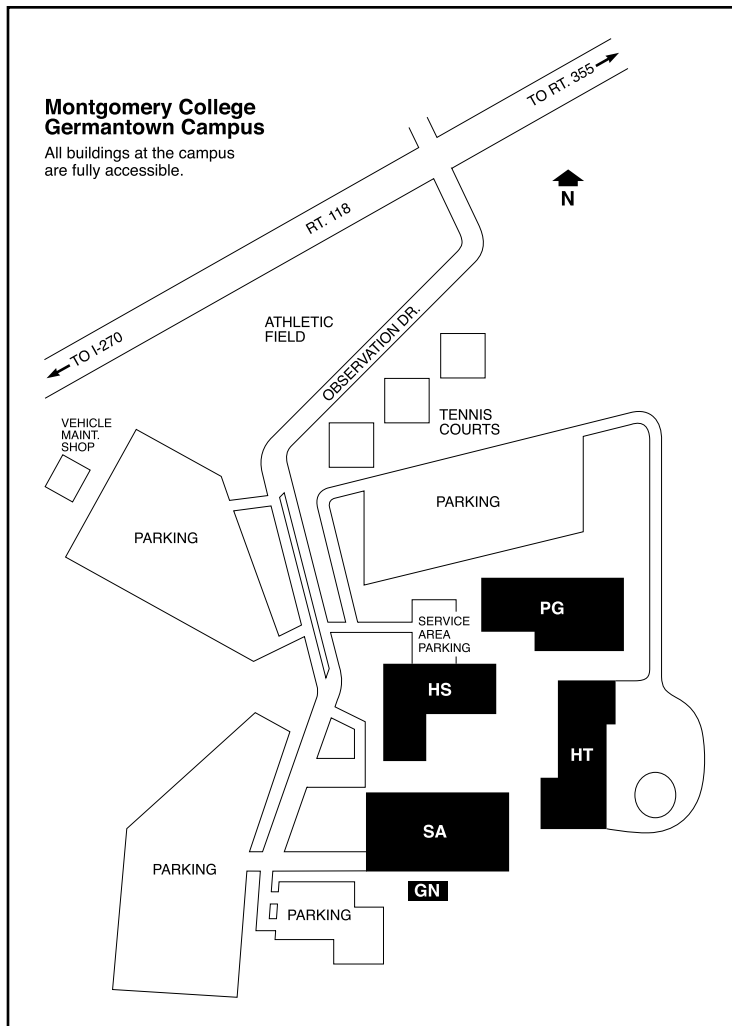 Montgomery College
Germantown Campus
All buildings at the campus
are fully accessible.
TO RT. 355
N
RT. 118
TO I-270
ATHLETIC
FIELD
OBSERVATION DR.
VEHICLE
MAINT.
SHOP
TENNIS
COURTS
PARKING
PARKING
PG
SERVICE
AREA
PARKING
HS
HT
SA
PARKING
GN
PARKING